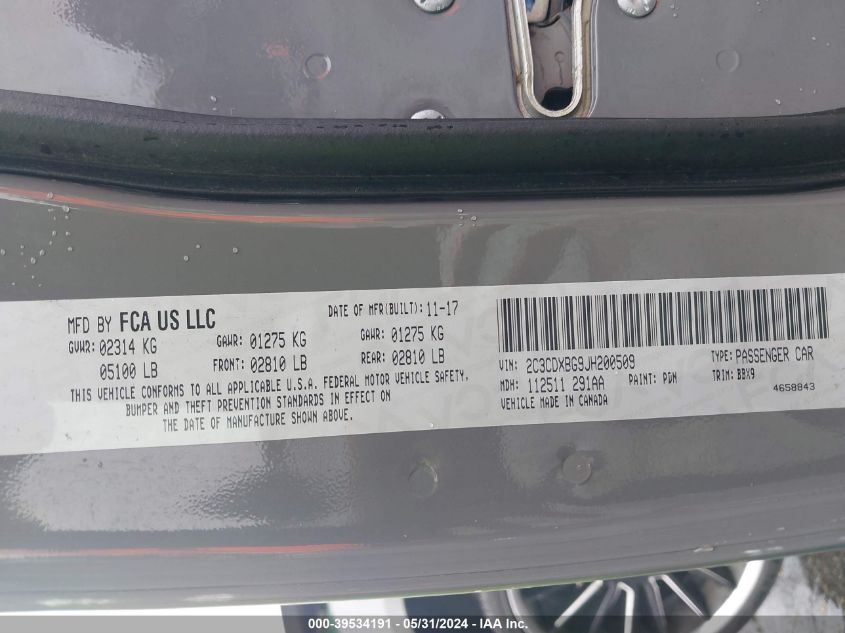 MFD BY FCA US LLC
DATE OF MFR(BUILT): 11-17
GVWR: 02314 KG
GAWR: 01275 KG
GAWR: 01275 KG
05100 LB
FRONT: 02810 LB
REAR: 02810 LB
THIS VEHICLE CONFORMS TO ALL APPLICABLE U.S.A. FEDERAL MOTOR VEHICLE SAFETY,
BUMPER AND THEFT PREVENTION STANDARDS IN EFFECT ON
THE DATE OF MANUFACTURE SHOWN ABOVE.
VIN: 2C3CDXBG9JH200509
TYPE: PASSENGER CAR
MDH: 112511 291AA
PAINT: PDN
TRIM: BBX9
VEHICLE MADE IN CANADA
4658843
000-39534191 - 05/31/2024 - IAA Inc.